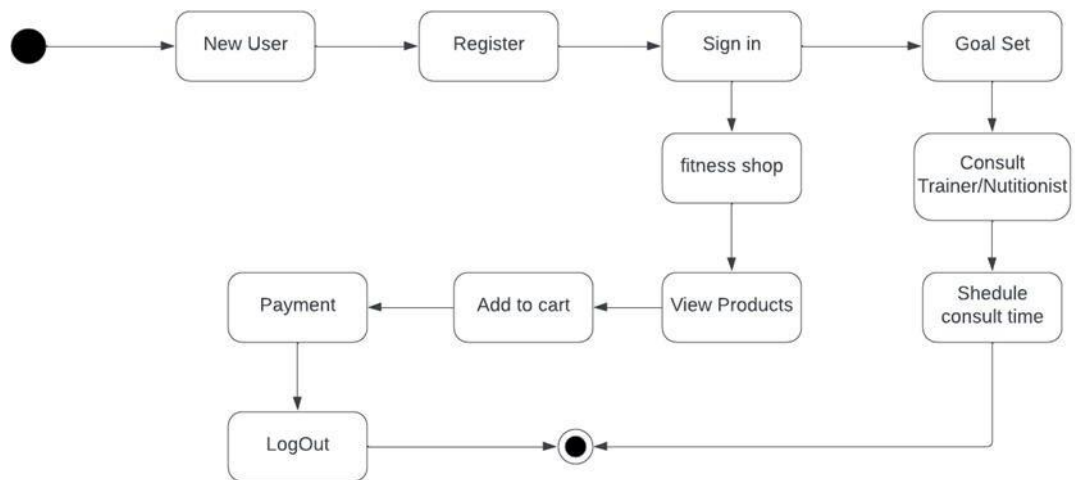 New User
Register
Sign in
Goal Set
fitness shop
Consult
Trainer/Nutitionist
Payment
Add to cart
View Products
Shedule
consult time
LogOut